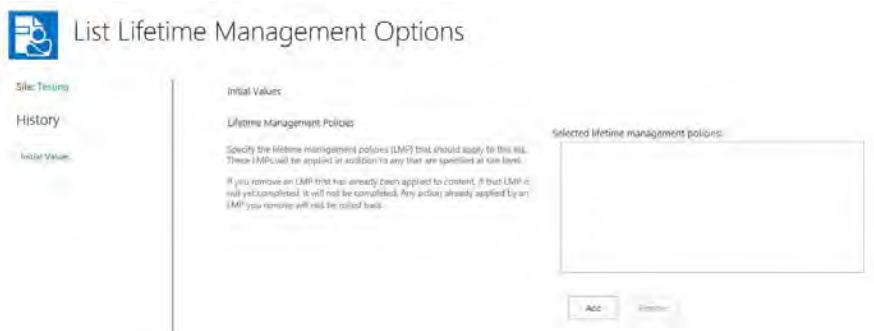 List Lifetime Management Options
Site: Testing
History
Initial Values
Initial Values
Lifetime Management Policies
Specify the lifetime management policies (LMP) that should apply to this list.
These LMPs will be applied in addition to any that are specified at site level.
If you remove an LMP that has already been applied to content, if that LMP is
not yet completed, it will not be completed. Any action already applied by an
LMP you remove will not be rolled back.
Selected lifetime management policies:
Add
Remove